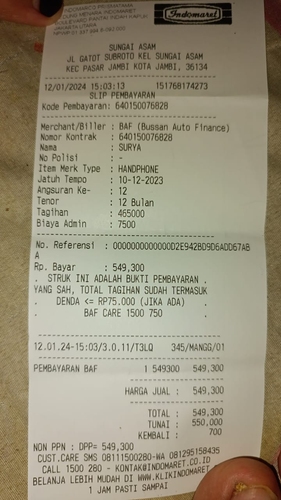 Indomaret
JAKARTA UTARA
SUNGAI ASAM
JL GATOT SUBROTO KEL SUNGAI ASAM
KEC PASAR JAMBI KOTA JAMBI, 36134
12/01/2024 15:03:13 151768174273
SLIP PEMBAYARAN
Kode Pembayaran: 640150076828
Merchant/Biller : BAF (Bussan Auto Finance)
Nomor Kontrak : 640150076828
Nama : SURYA
No Polisi : -
Item Merk Type : HANDPHONE
Jatuh Tempo : 10-12-2023
Angsuran Ke- : 12
Tenor : 12 Bulan
Tagihan : 465000
Biaya Admin : 7500
No. Referensi : 0000000000000D2E942BD9D6ADD67AB
A
Rp. Bayar : 549,300
. STRUK INI ADALAH BUKTI PEMBAYARAN .
YANG SAH, TOTAL TAGIHAN SUDAH TERMASUK
. DENDA <= RP75.000 (JIKA ADA) .
BAF CARE 1500 750 .
12.01.24-15:03/3.0.11/T3LQ 345/MANGG/01
PEMBAYARAN BAF 1 549300 549,300
HARGA JUAL : 549,300
TOTAL : 549,300
TUNAI : 550,000
KEMBALI : 700
NON PPN : DPP= 549,300
CUST.CARE SMS 08111500280-WA 081295158435
CALL 1500 280 - KONTAK@INDOMARET.CO.ID
BELANJA LEBIH MUDAH DI WWW.KLIKINDOMARET
1 JAM PASTI SAMPAI